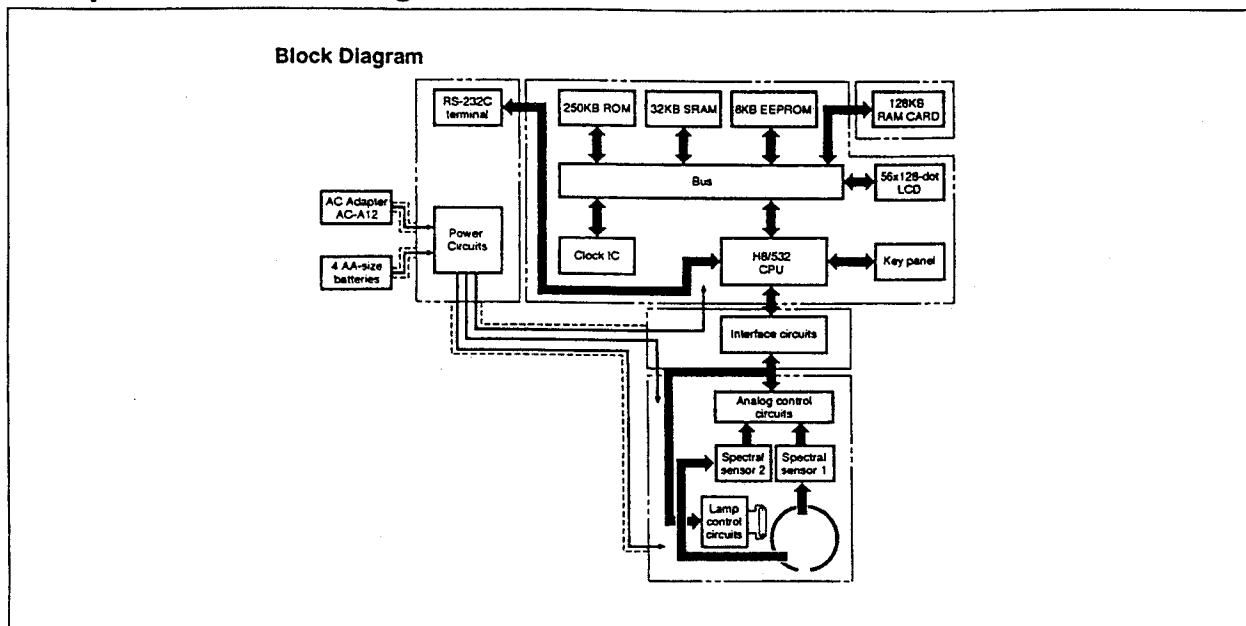 Block Diagram
RS-232C
terminal
250KB ROM
32KB SRAM
8KB EEPROM
128KB
RAM CARD
Bus
56x128-dot
LCD
AC Adapter
AC-A12
Power
Circuits
4 AA-size
batteries
Clock IC
H8/532
CPU
Key panel
Interface circuits
Analog control
circuits
Spectral
sensor 2
Spectral
sensor 1
Lamp
control
circuits